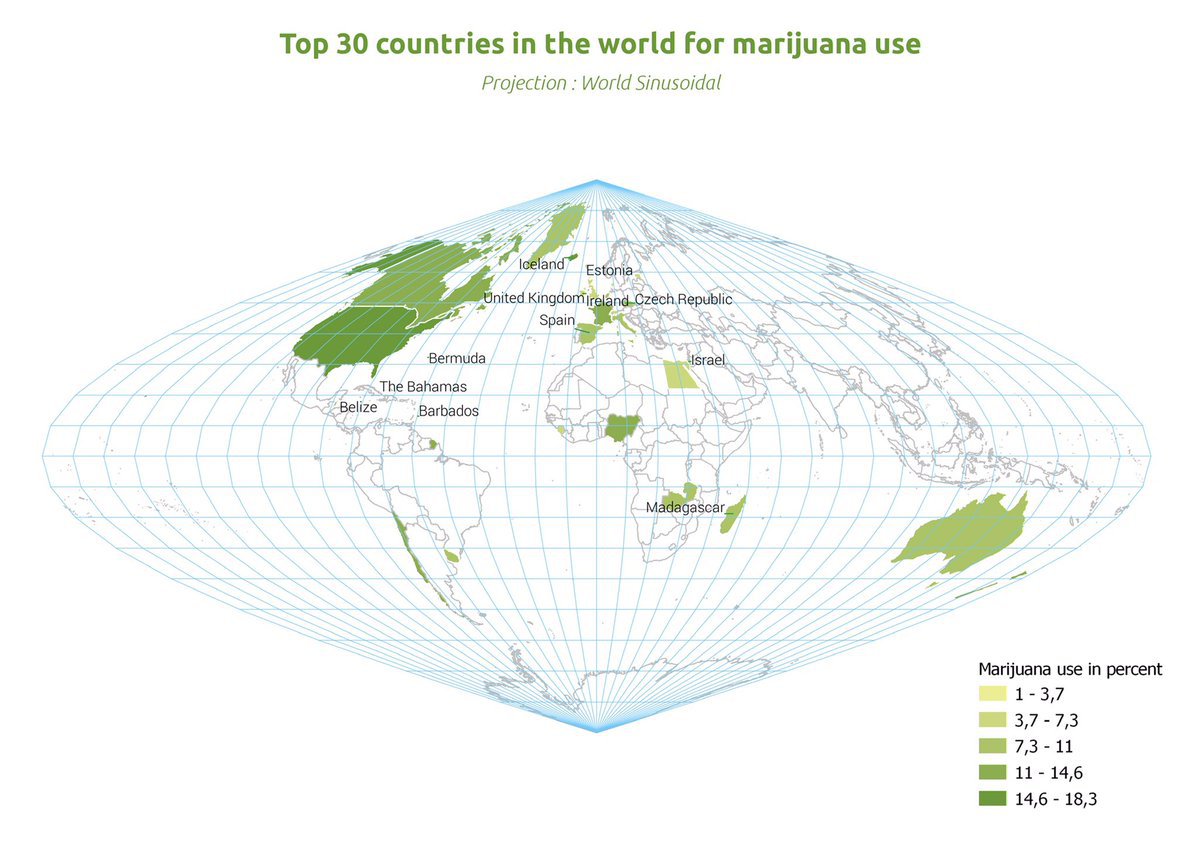 Top 30 countries in the world for marijuana use
Projection : World Sinusoidal
Iceland
Estonia
United Kingdom
Ireland
Czech Republic
Spain
Bermuda
Israel
The Bahamas
Belize
Barbados
Madagascar
Marijuana use in percent
1 - 3,7
3,7 - 7,3
7,3 - 11
11 - 14,6
14,6 - 18,3